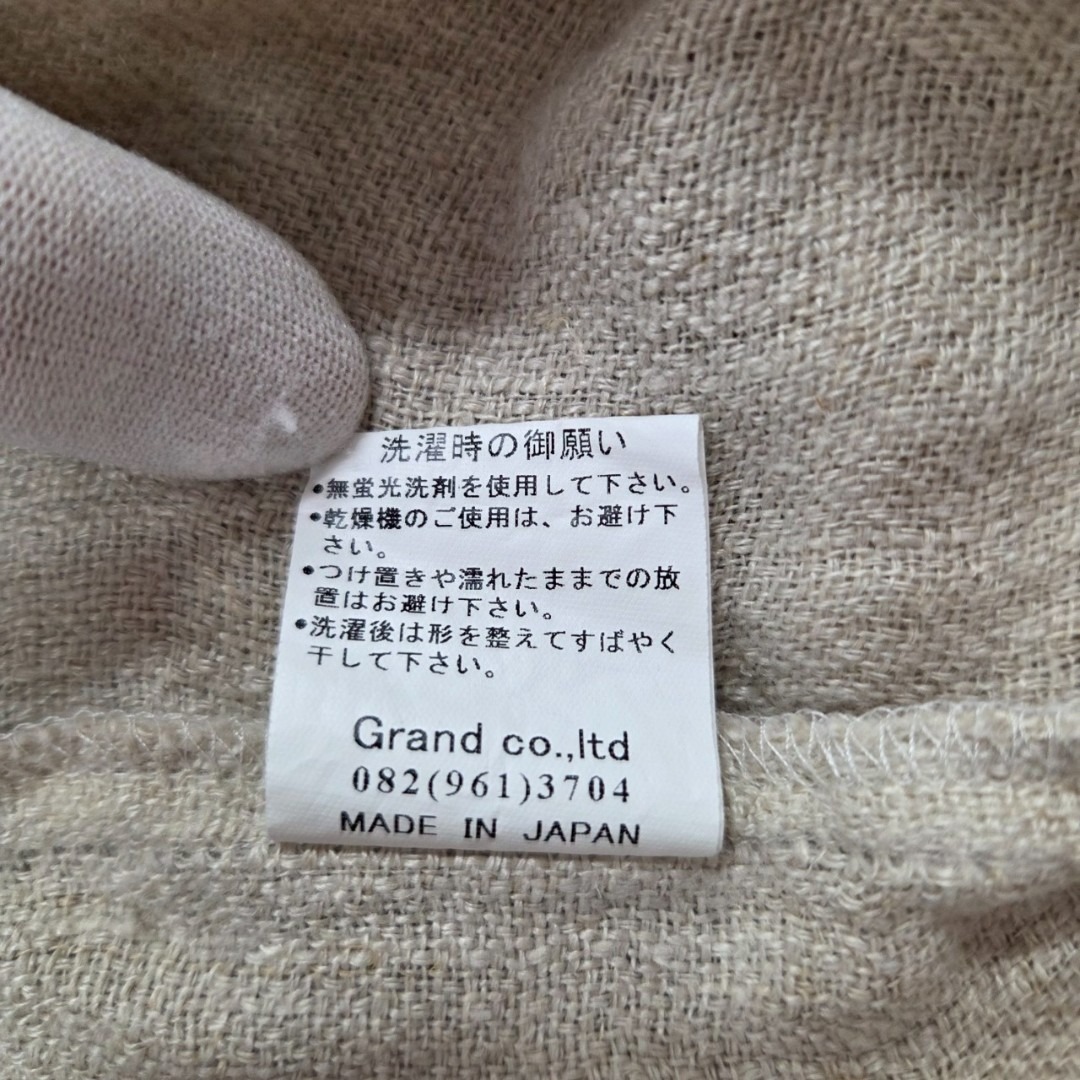 洗濯時の御願い
•無蛍光洗剤を使用して下さい。
•乾燥機のご使用は、お避け下
さい。
•つけ置きや濡れたままでの放
置はお避け下さい。
•洗濯後は形を整えてすばやく
干して下さい。
Grand co.,ltd
082(961)3704
MADE IN JAPAN